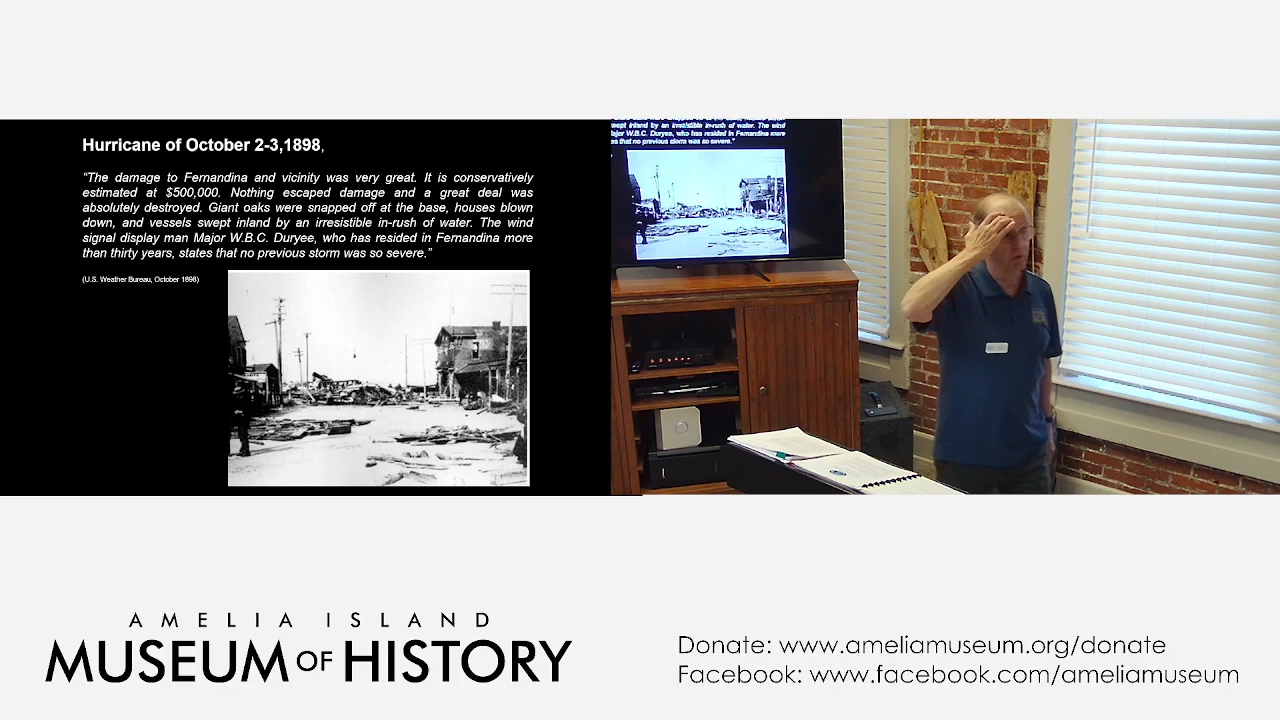 Hurricane of October 2-3,1898,
“The damage to Fernandina and vicinity was very great. It is conservatively
estimated at $500,000. Nothing escaped damage and a great deal was
absolutely destroyed. Giant oaks were snapped off at the base, houses blown
down, and vessels swept inland by an irresistible in-rush of water. The wind
signal display man Major W.B.C. Duryee, who has resided in Fernandina more
than thirty years, states that no previous storm was so severe.”
(U.S. Weather Bureau, October 1898)
swept inland by an irresistible in-rush of water. The wind
ajor W.B.C. Duryee, who has resided in Fernandina more
es that no previous storm was so severe.”
AMELIA ISLAND
MUSEUM OF HISTORY
Donate: www.ameliamuseum.org/donate
Facebook: www.facebook.com/ameliamuseum